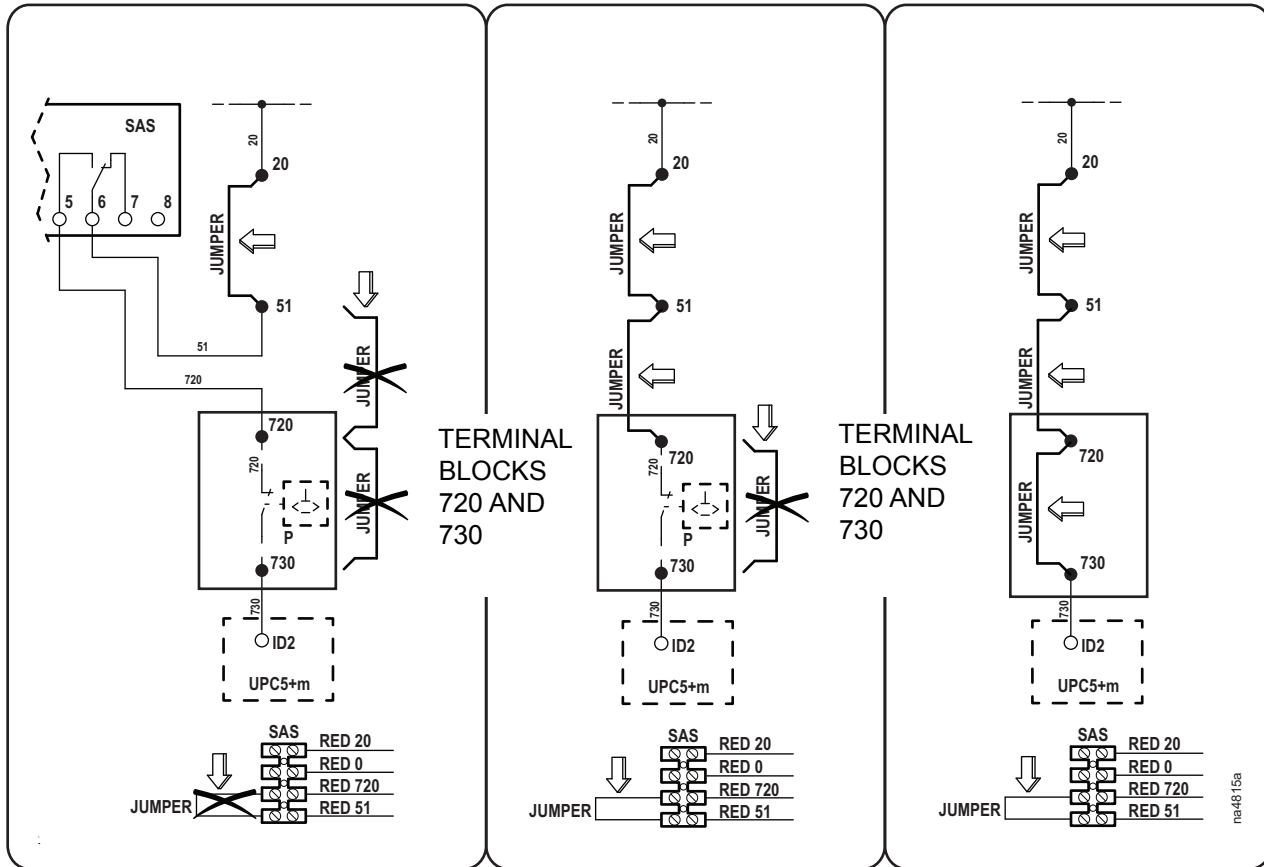 SAS
5
6
7
8
20
20
JUMPER
51
51
720
JUMPER
JUMPER
720
720
P
730
730
ID2
UPC5+m
SAS
RED 20
RED 0
RED 720
RED 51
JUMPER
:
TERMINAL
BLOCKS
720 AND
730
20
20
JUMPER
51
JUMPER
720
720
P
JUMPER
730
730
ID2
UPC5+m
SAS
RED 20
RED 0
RED 720
RED 51
JUMPER
TERMINAL
BLOCKS
720 AND
730
20
20
JUMPER
51
JUMPER
720
JUMPER
730
730
ID2
UPC5+m
SAS
RED 20
RED 0
RED 720
RED 51
JUMPER
na4815a